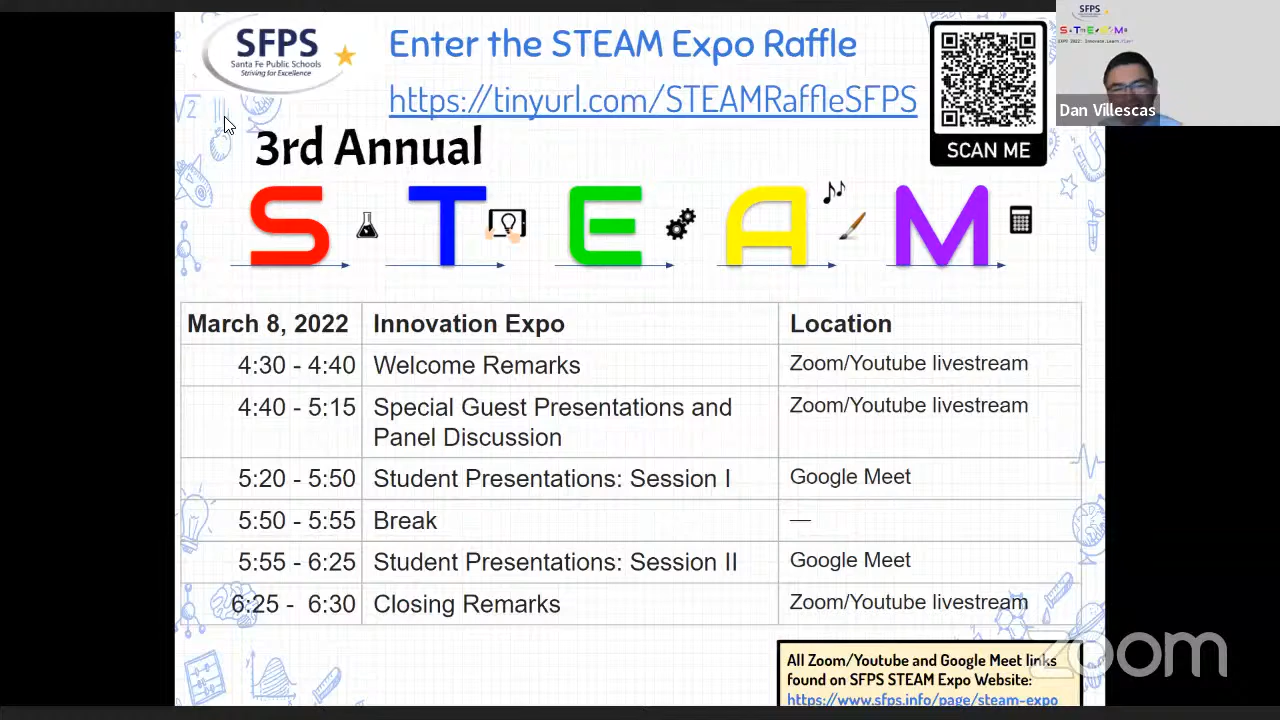 SFPS
Santa Fe Public Schools
Striving for Excellence
Enter the STEAM Expo Raffle
https://tinyurl.com/STEAMRaffleSFPS
SCAN ME
SFPS
STEAM
Dan Villescas
3rd Annual
S T E A M
March 8, 2022 Innovation Expo Location
4:30 - 4:40 Welcome Remarks Zoom/Youtube livestream
4:40 - 5:15 Special Guest Presentations and Zoom/Youtube livestream
Panel Discussion
5:20 - 5:50 Student Presentations: Session I Google Meet
5:50 - 5:55 Break —
5:55 - 6:25 Student Presentations: Session II Google Meet
6:25 - 6:30 Closing Remarks Zoom/Youtube livestream
All Zoom/Youtube and Google Meet links
found on SFPS STEAM Expo Website:
https://www.sfps.info/page/steam-expo
zoom